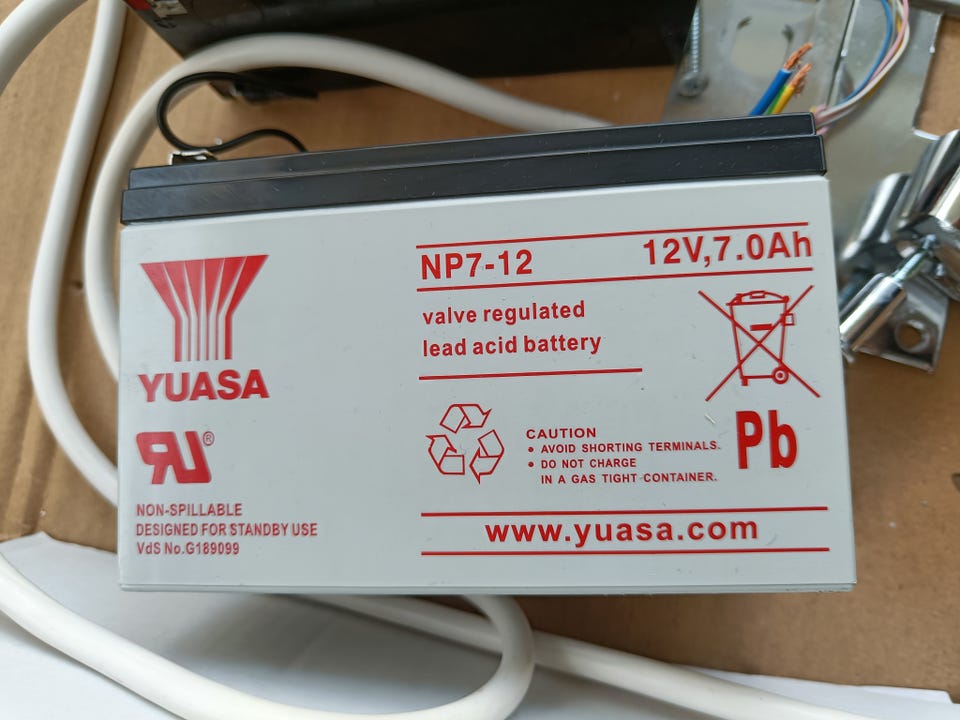 NP7-12 12V,7.0Ah
valve regulated
lead acid battery
YUASA
RU®
CAUTION
• AVOID SHORTING TERMINALS.
• DO NOT CHARGE
IN A GAS TIGHT CONTAINER.
Pb
NON-SPILLABLE
DESIGNED FOR STANDBY USE
VdS No.G189099
www.yuasa.com